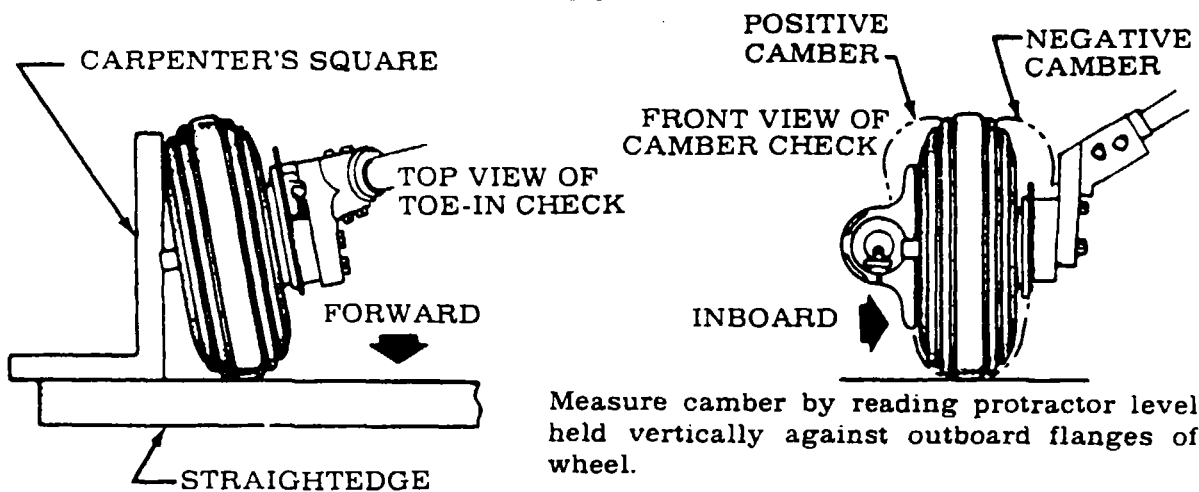 CARPENTER'S SQUARE
TOP VIEW OF
TOE-IN CHECK
FORWARD
STRAIGHTEDGE
POSITIVE
CAMBER
NEGATIVE
CAMBER
FRONT VIEW OF
CAMBER CHECK
INBOARD
Measure camber by reading protractor level
held vertically against outboard flanges of
wheel.